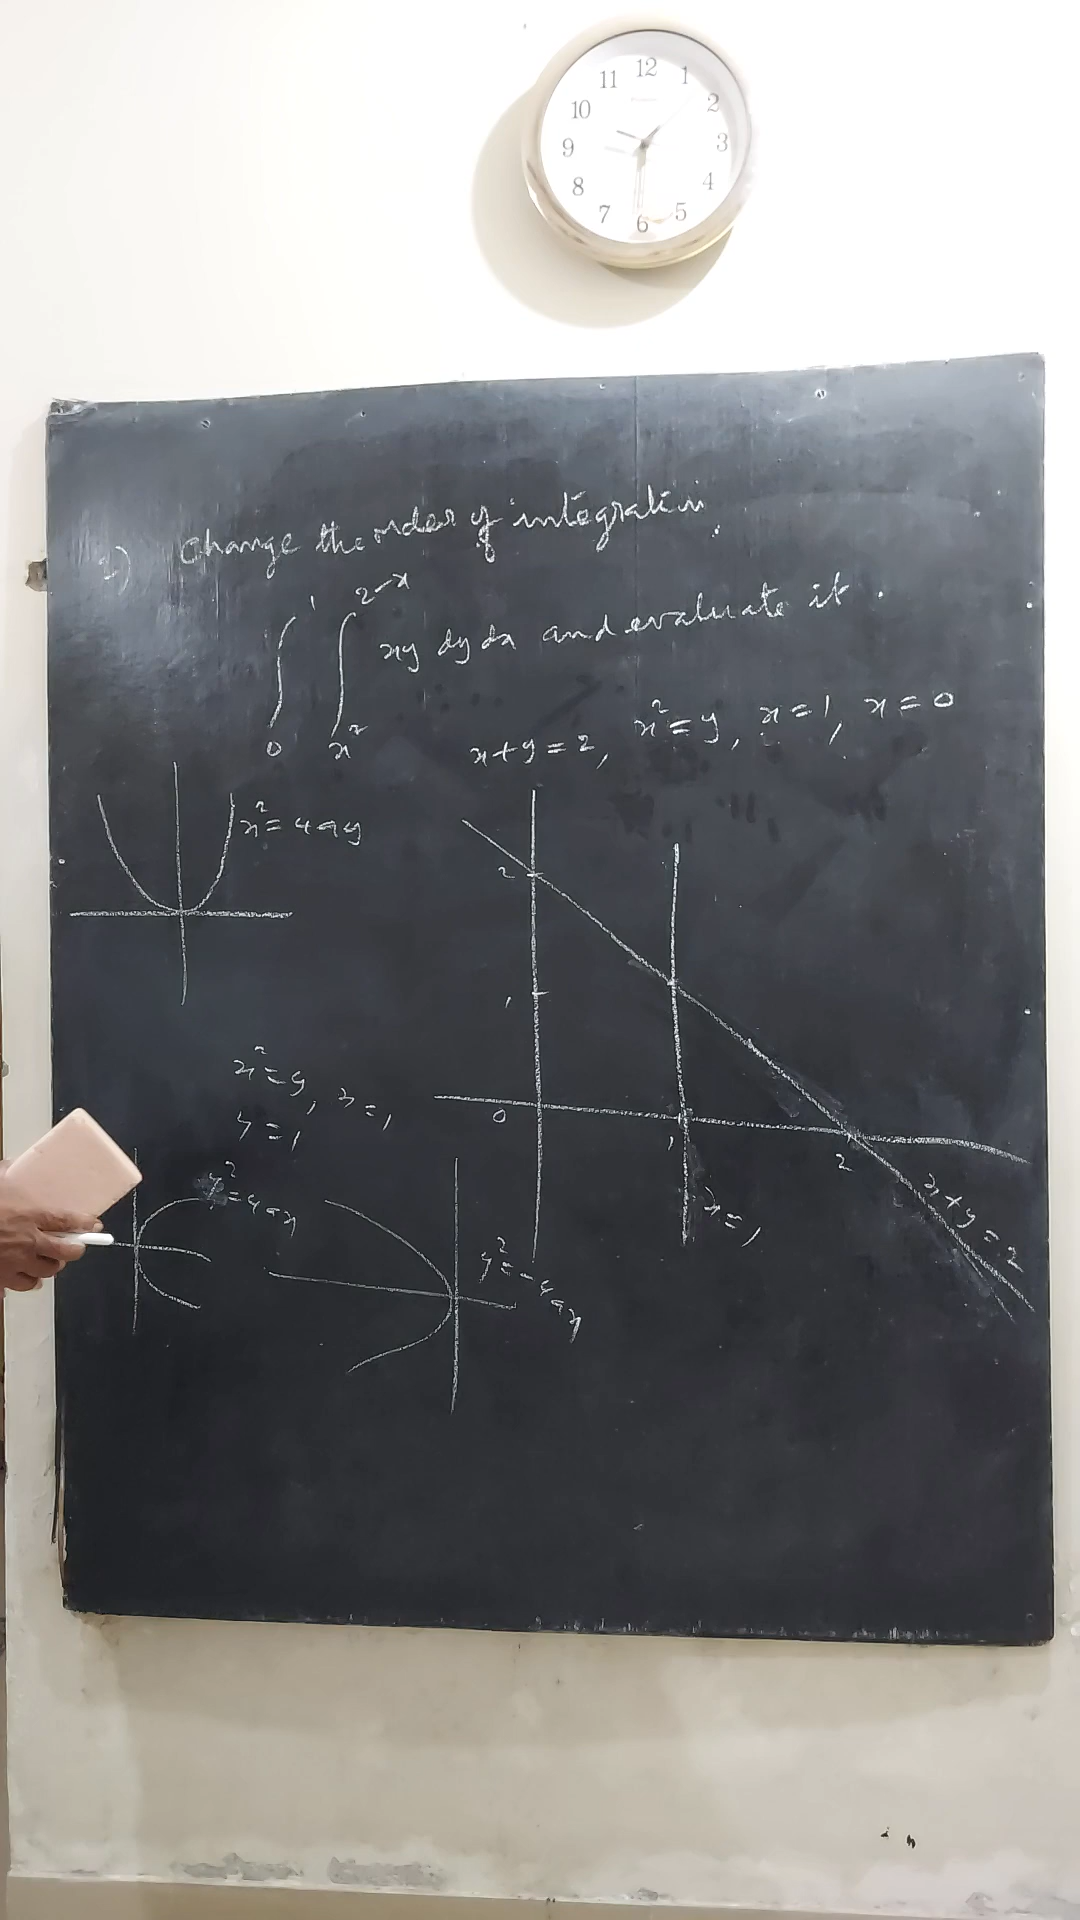 12
1
2
3
4
5
6
7
8
9
10
11
2) Change the order of integration.
∫₀¹ ∫ₓ²²⁻ˣ xy dy dx and evaluate it.
x+y=2, x²=y, x=1, x=0
x²=4ay
2
1
0
1
2
x=1
x+y=2
x²=y, x=1
y=1
y²=4ax
y²=-4ax